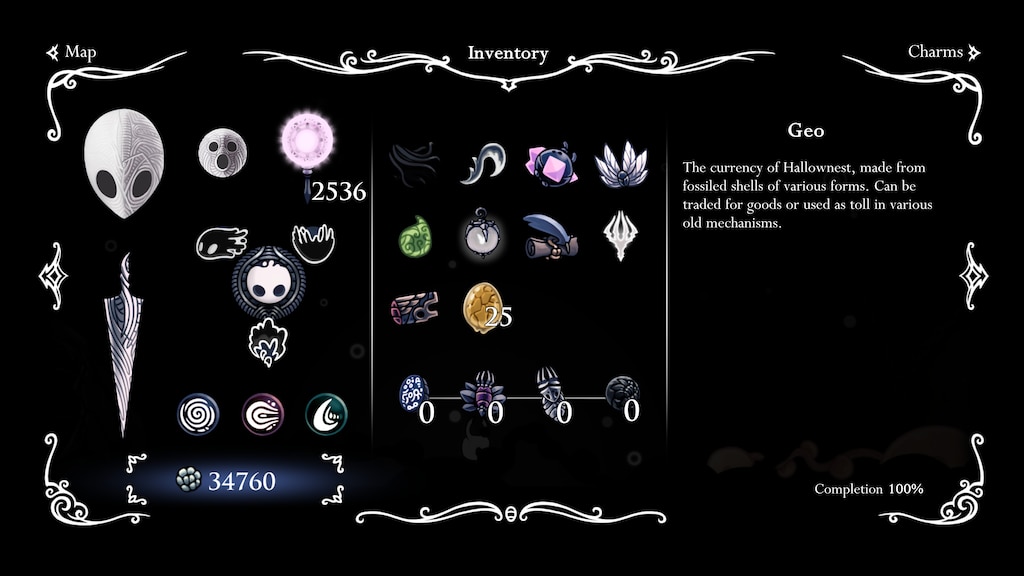 Map
Inventory
Charms
2536
Geo
The currency of Hallownest, made from
fossiled shells of various forms. Can be
traded for goods or used as toll in various
old mechanisms.
25
0
0
0
0
34760
Completion 100%